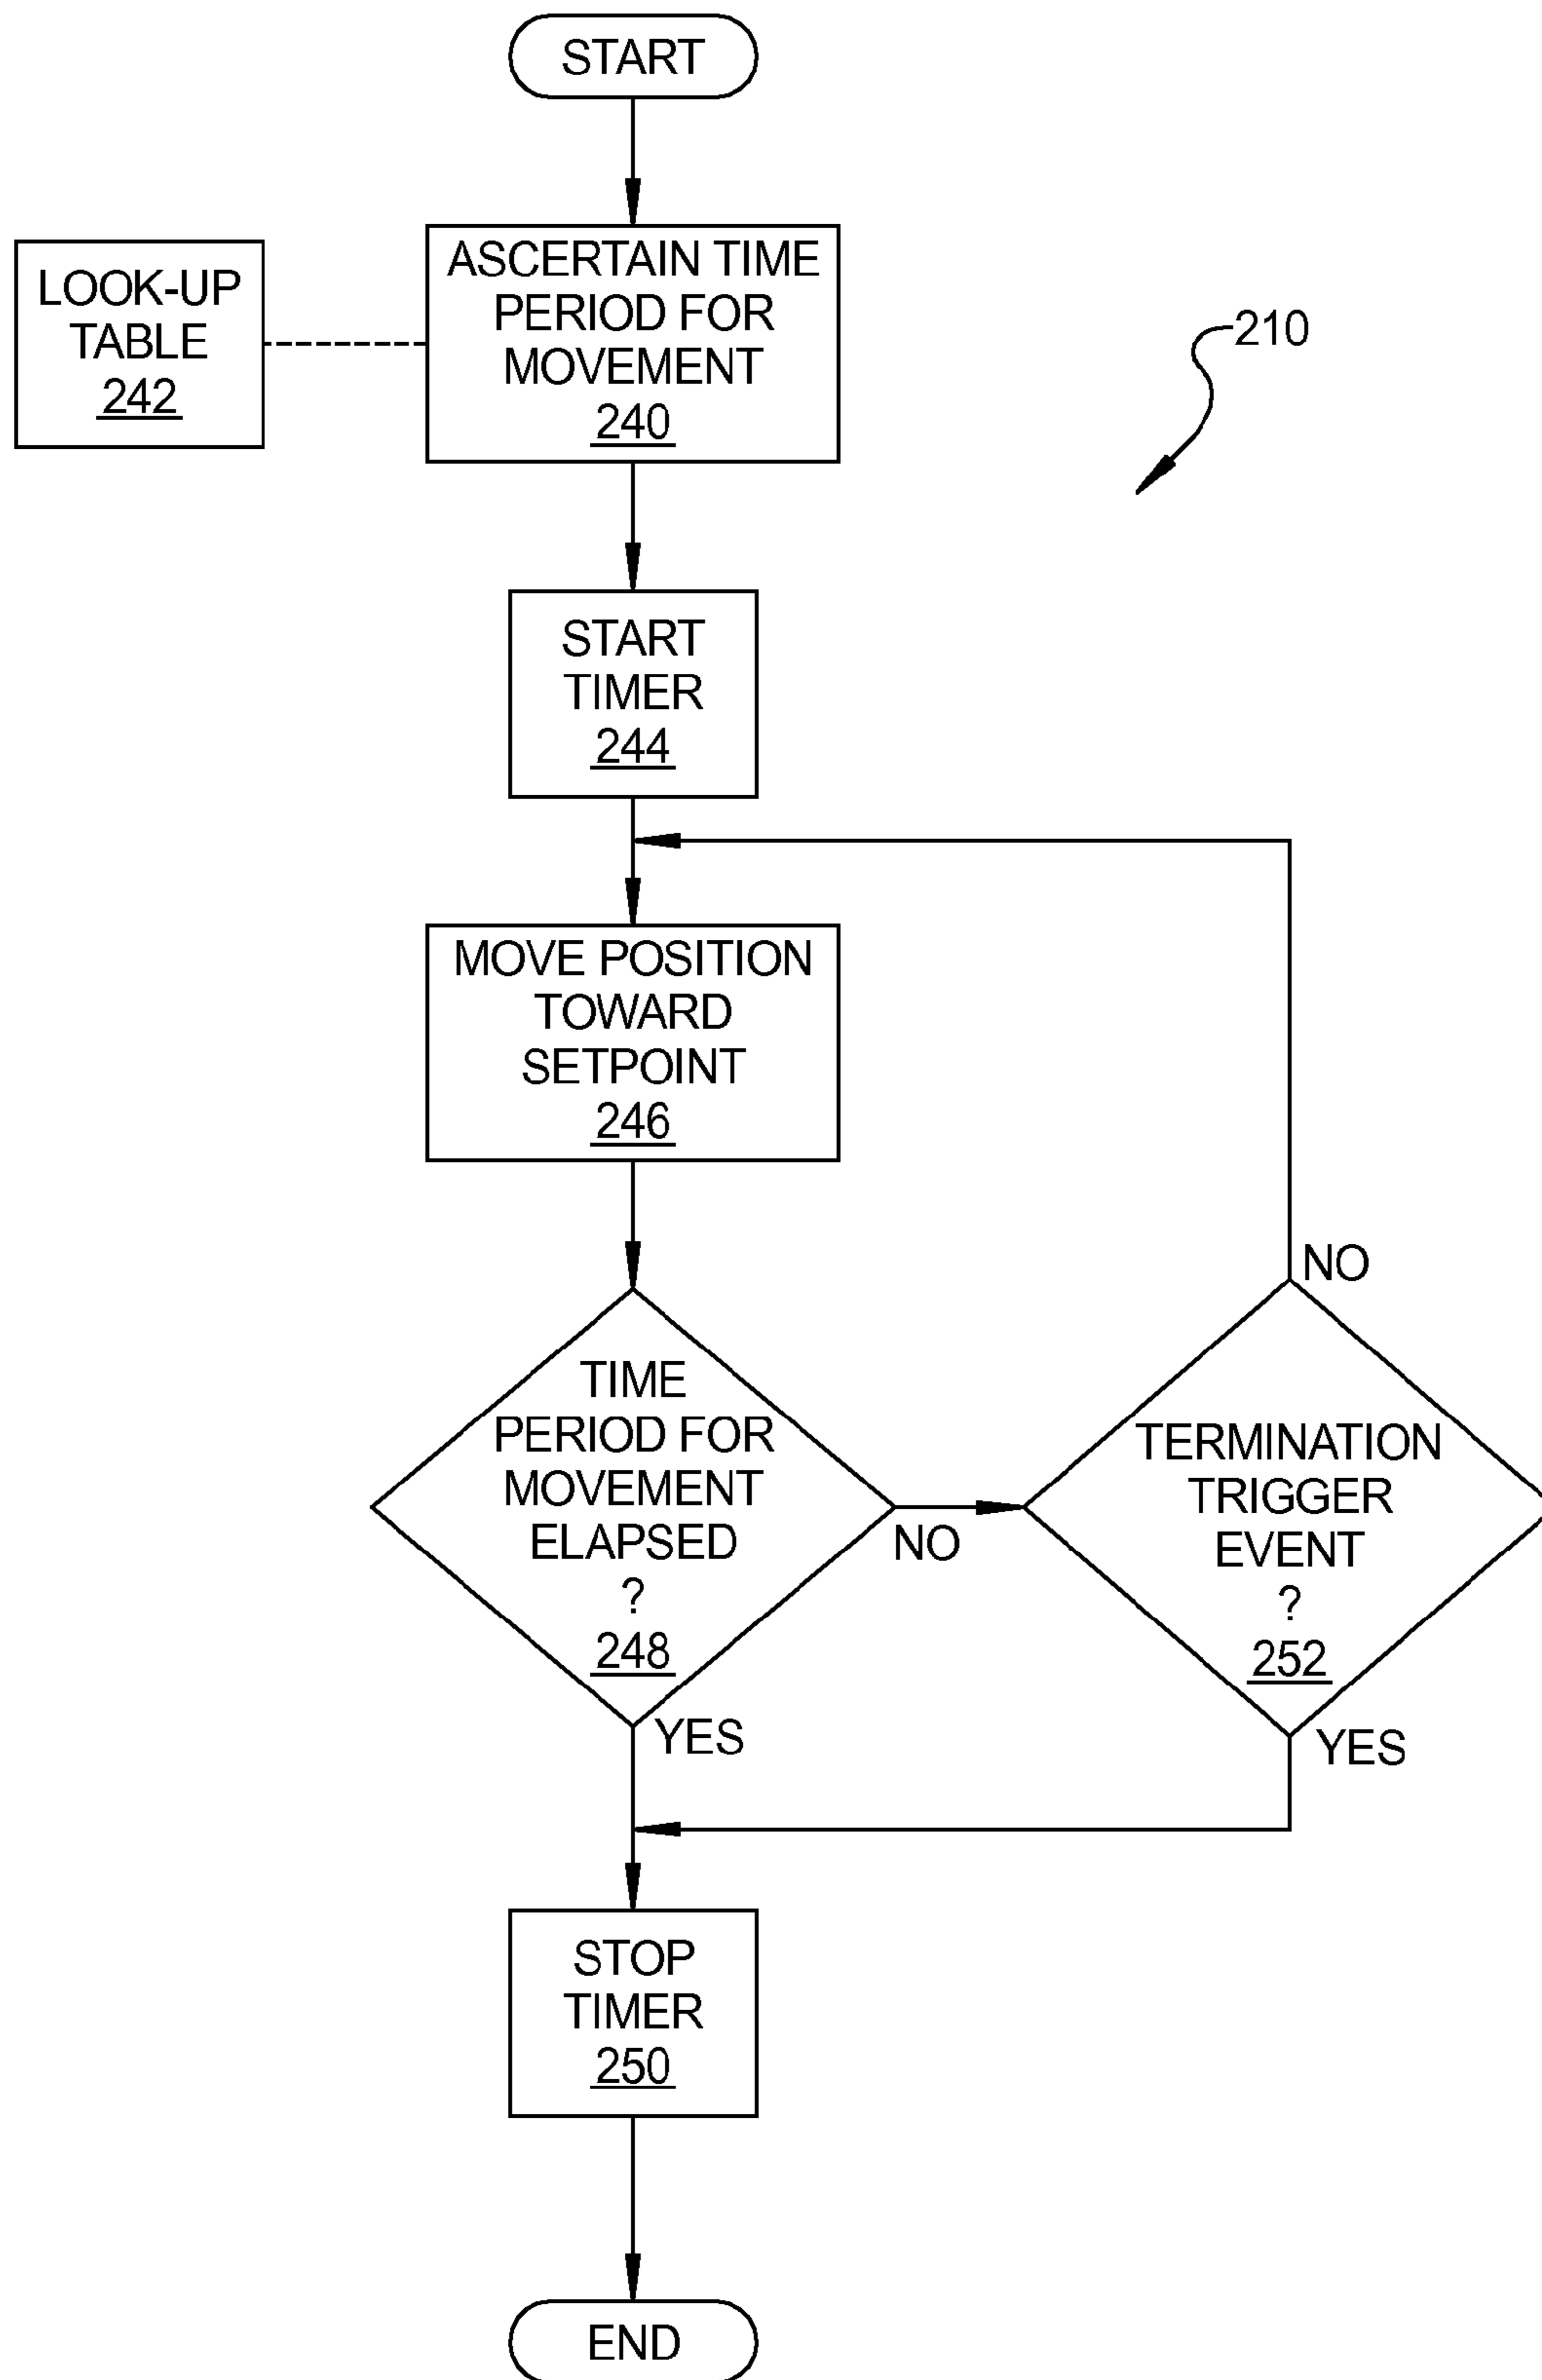 START
LOOK-UP
TABLE
242
ASCERTAIN TIME
PERIOD FOR
MOVEMENT
240
210
START
TIMER
244
MOVE POSITION
TOWARD
SETPOINT
246
NO
TIME
PERIOD FOR
MOVEMENT
ELAPSED
?
248
NO
TERMINATION
TRIGGER
EVENT
?
252
YES
YES
STOP
TIMER
250
END